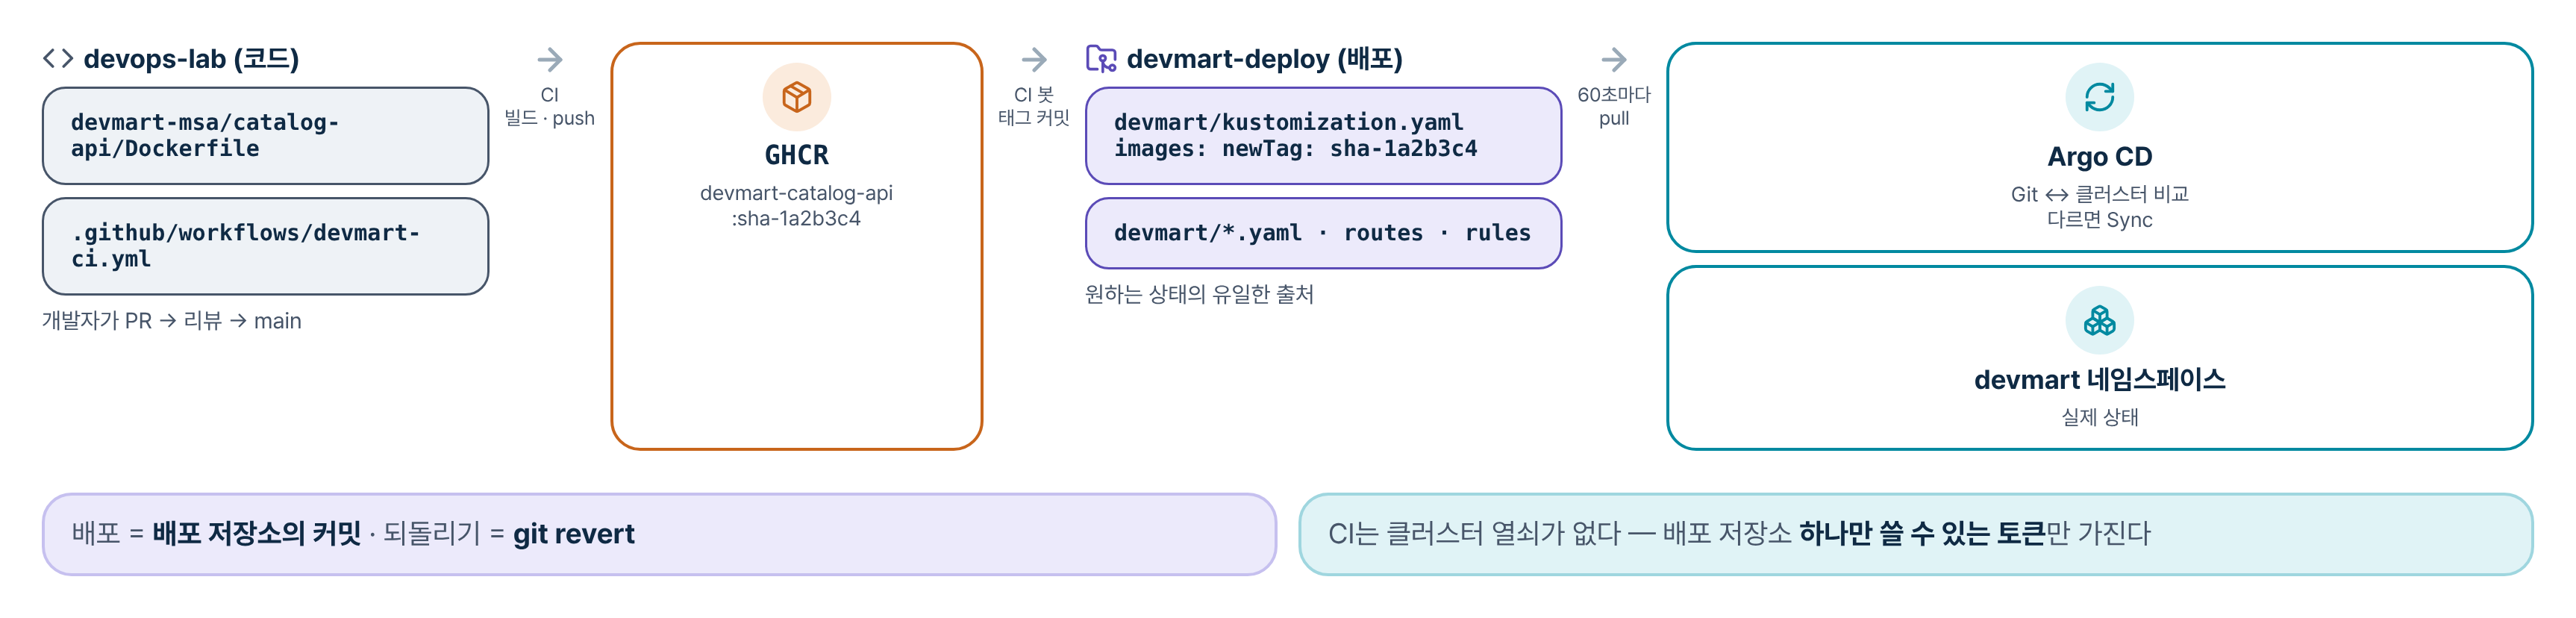 devops-lab (코드)
devmart-msa/catalog-
api/Dockerfile
.github/workflows/devmart-
ci.yml
개발자가 PR → 리뷰 → main
CI
빌드 · push
GHCR
devmart-catalog-api
:sha-1a2b3c4
CI 봇
태그 커밋
devmart-deploy (배포)
devmart/kustomization.yaml
images: newTag: sha-1a2b3c4
devmart/*.yaml · routes · rules
원하는 상태의 유일한 출처
60초마다
pull
Argo CD
Git ↔ 클러스터 비교
다르면 Sync
devmart 네임스페이스
실제 상태
배포 = 배포 저장소의 커밋 · 되돌리기 = git revert
CI는 클러스터 열쇠가 없다 — 배포 저장소 하나만 쓸 수 있는 토큰만 가진다